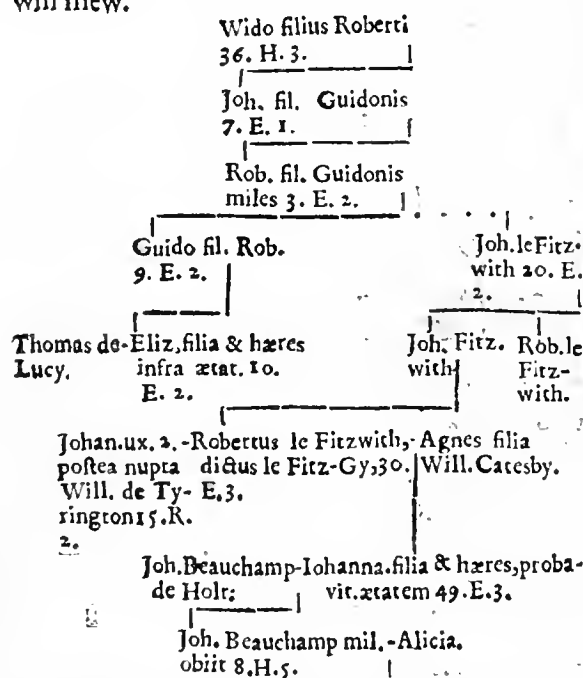 will shew.
Wido filius Roberti
36. H. 3.
Joh. fil. Guidonis
7. E. 1.
Rob. fil. Guidonis
miles 3. E. 2.
Guido fil. Rob.
9. E. 2.
Joh. le Fitz-
with 20. E.
2.
Thomas de-Eliz, filia & hæres
Lucy. infra ætat. 10.
E. 2.
Joh. Fitz-
with
Rob. le
Fitz-
with.
Johan. ux. 2.-Robertus le Fitzwith,-Agnes filia
postea nupta dictus le Fitz-Gy, 30. Will. Catesby.
Will. de Ty- E. 3.
rington 15. R.
2.
Joh. Beauchamp-Iohanna. filia & hæres, proba-
de Holt: vit. ætatem 49. E. 3.
Joh. Beauchamp mil.-Alicia.
obiit 8. H. 5.